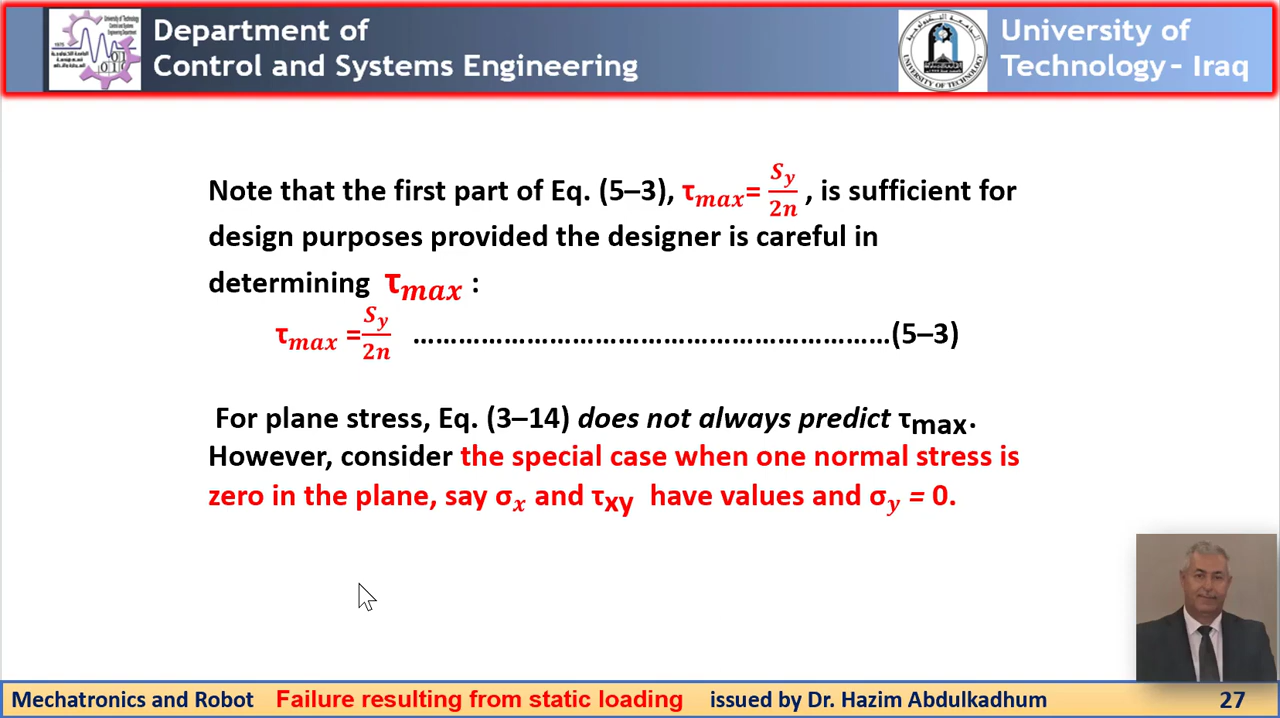 Department of
Control and Systems Engineering
University of
Technology - Iraq
Note that the first part of Eq. (5–3), τmax= Sy/2n , is sufficient for
design purposes provided the designer is careful in
determining τmax :
τmax =Sy/2n ……………………………………………………(5–3)
For plane stress, Eq. (3–14) does not always predict τmax.
However, consider the special case when one normal stress is
zero in the plane, say σx and τxy have values and σy = 0.
Mechatronics and Robot Failure resulting from static loading issued by Dr. Hazim Abdulkadhum 27